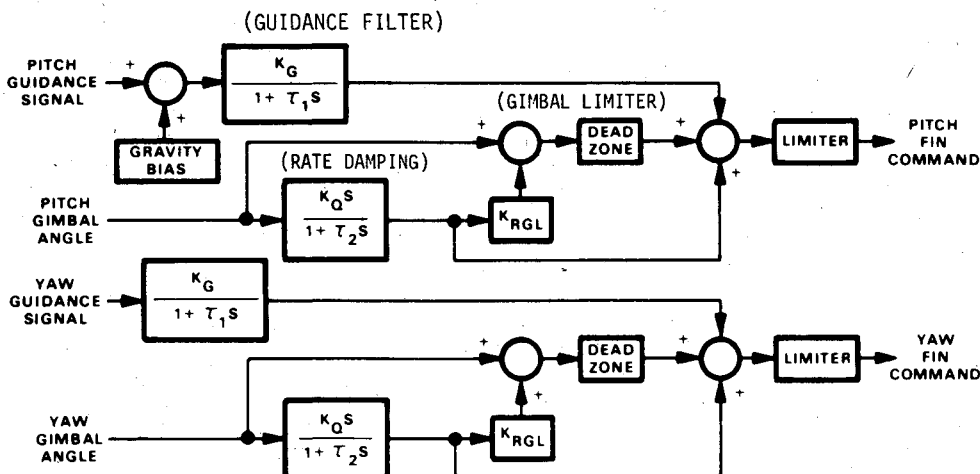 (GUIDANCE FILTER)
PITCH
GUIDANCE
SIGNAL
+
+
GRAVITY
BIAS
K_G
1 + τ_1 S
(GIMBAL LIMITER)
+
DEAD
ZONE
+
+
LIMITER
PITCH
FIN
COMMAND
(RATE DAMPING)
PITCH
GIMBAL
ANGLE
K_Q S
1 + τ_2 S
K_RGL
YAW
GUIDANCE
SIGNAL
K_G
1 + τ_1 S
+
+
DEAD
ZONE
+
+
LIMITER
YAW
FIN
COMMAND
YAW
GIMBAL
ANGLE
K_Q S
1 + τ_2 S
K_RGL